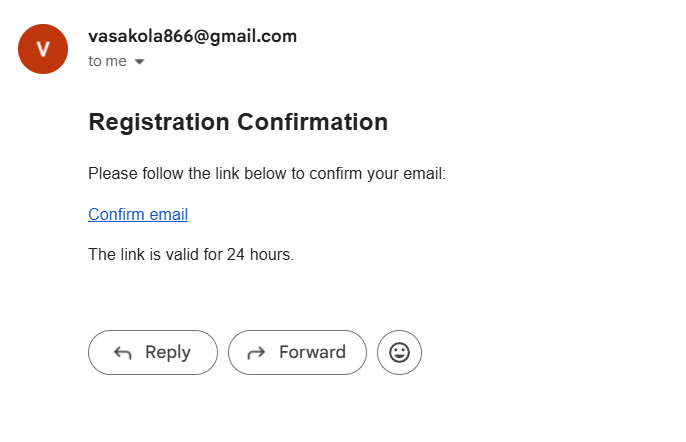 V
vasakola866@gmail.com
to me
Registration Confirmation
Please follow the link below to confirm your email:
Confirm email
The link is valid for 24 hours.
Reply
Forward